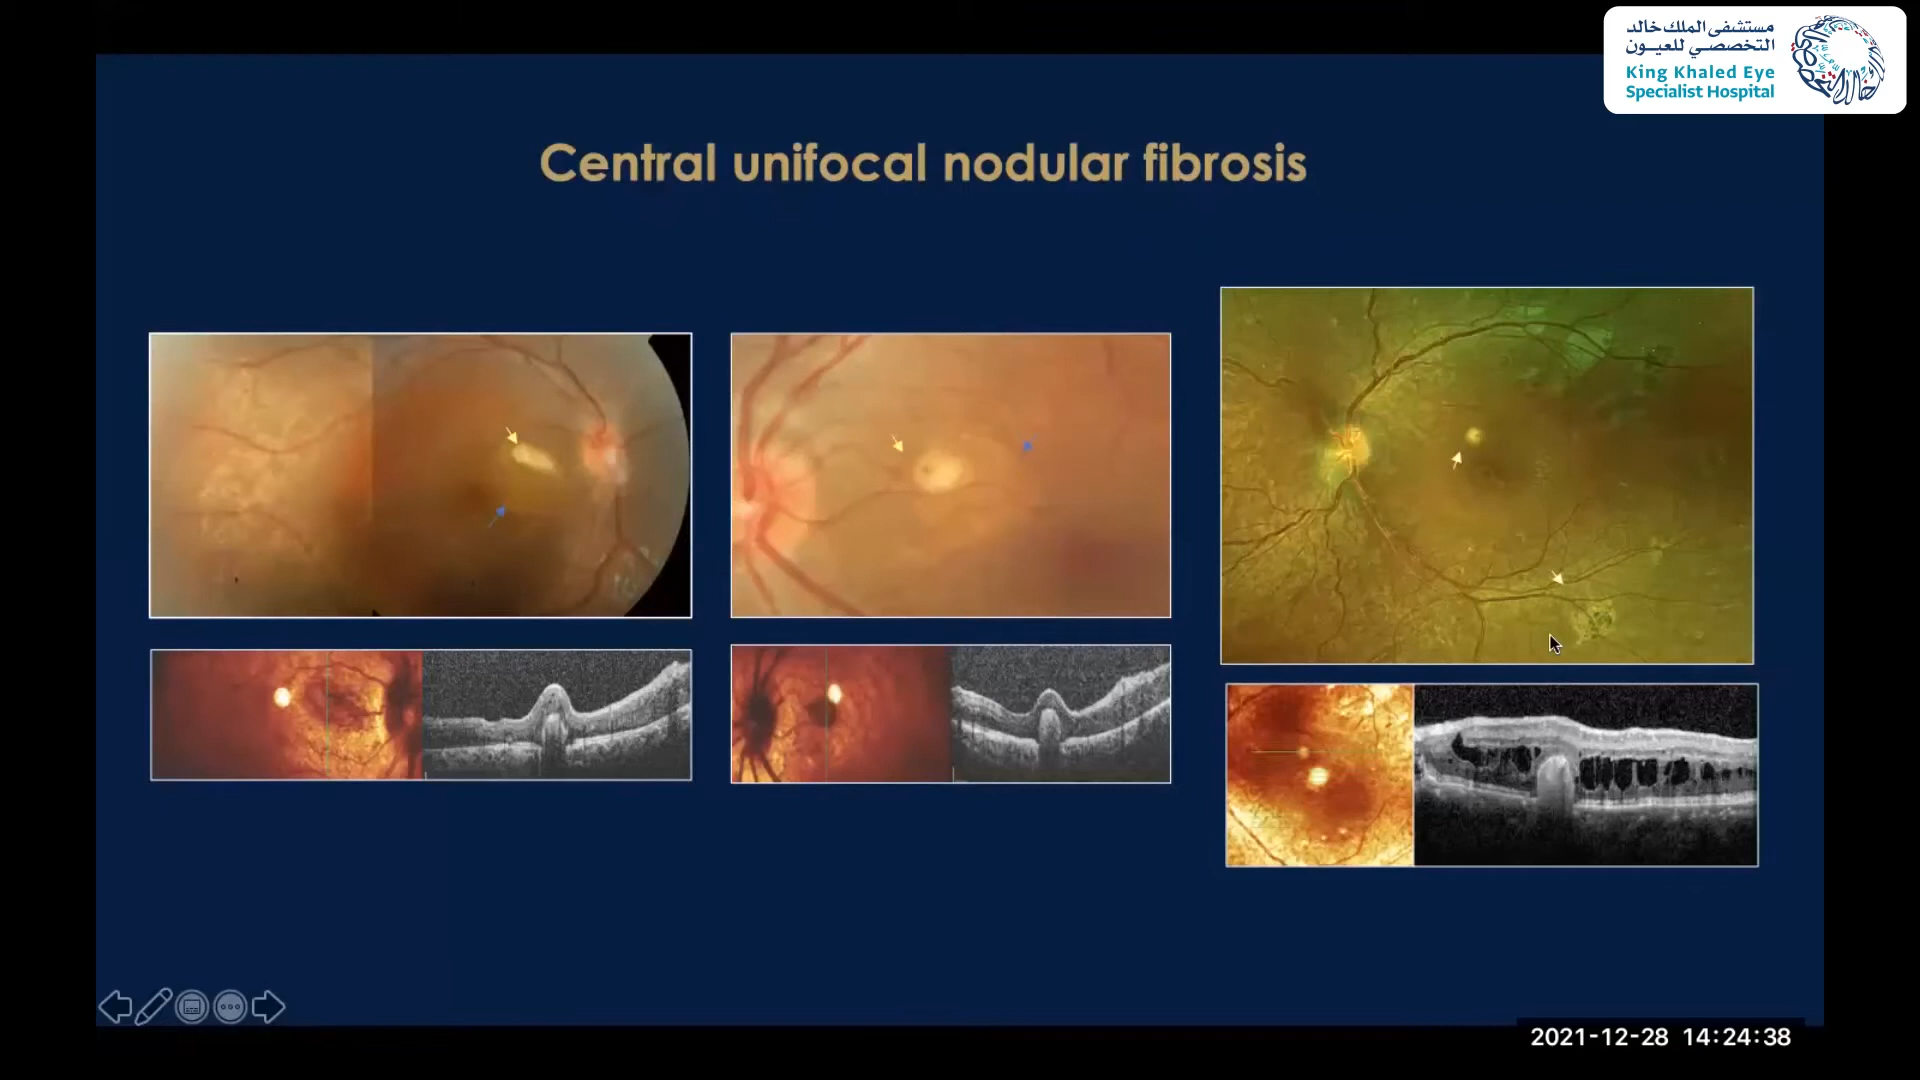 مستشفى الملك خالد
التخصصي للعيون
King Khaled Eye
Specialist Hospital
Central unifocal nodular fibrosis
2021-12-28 14:24:38